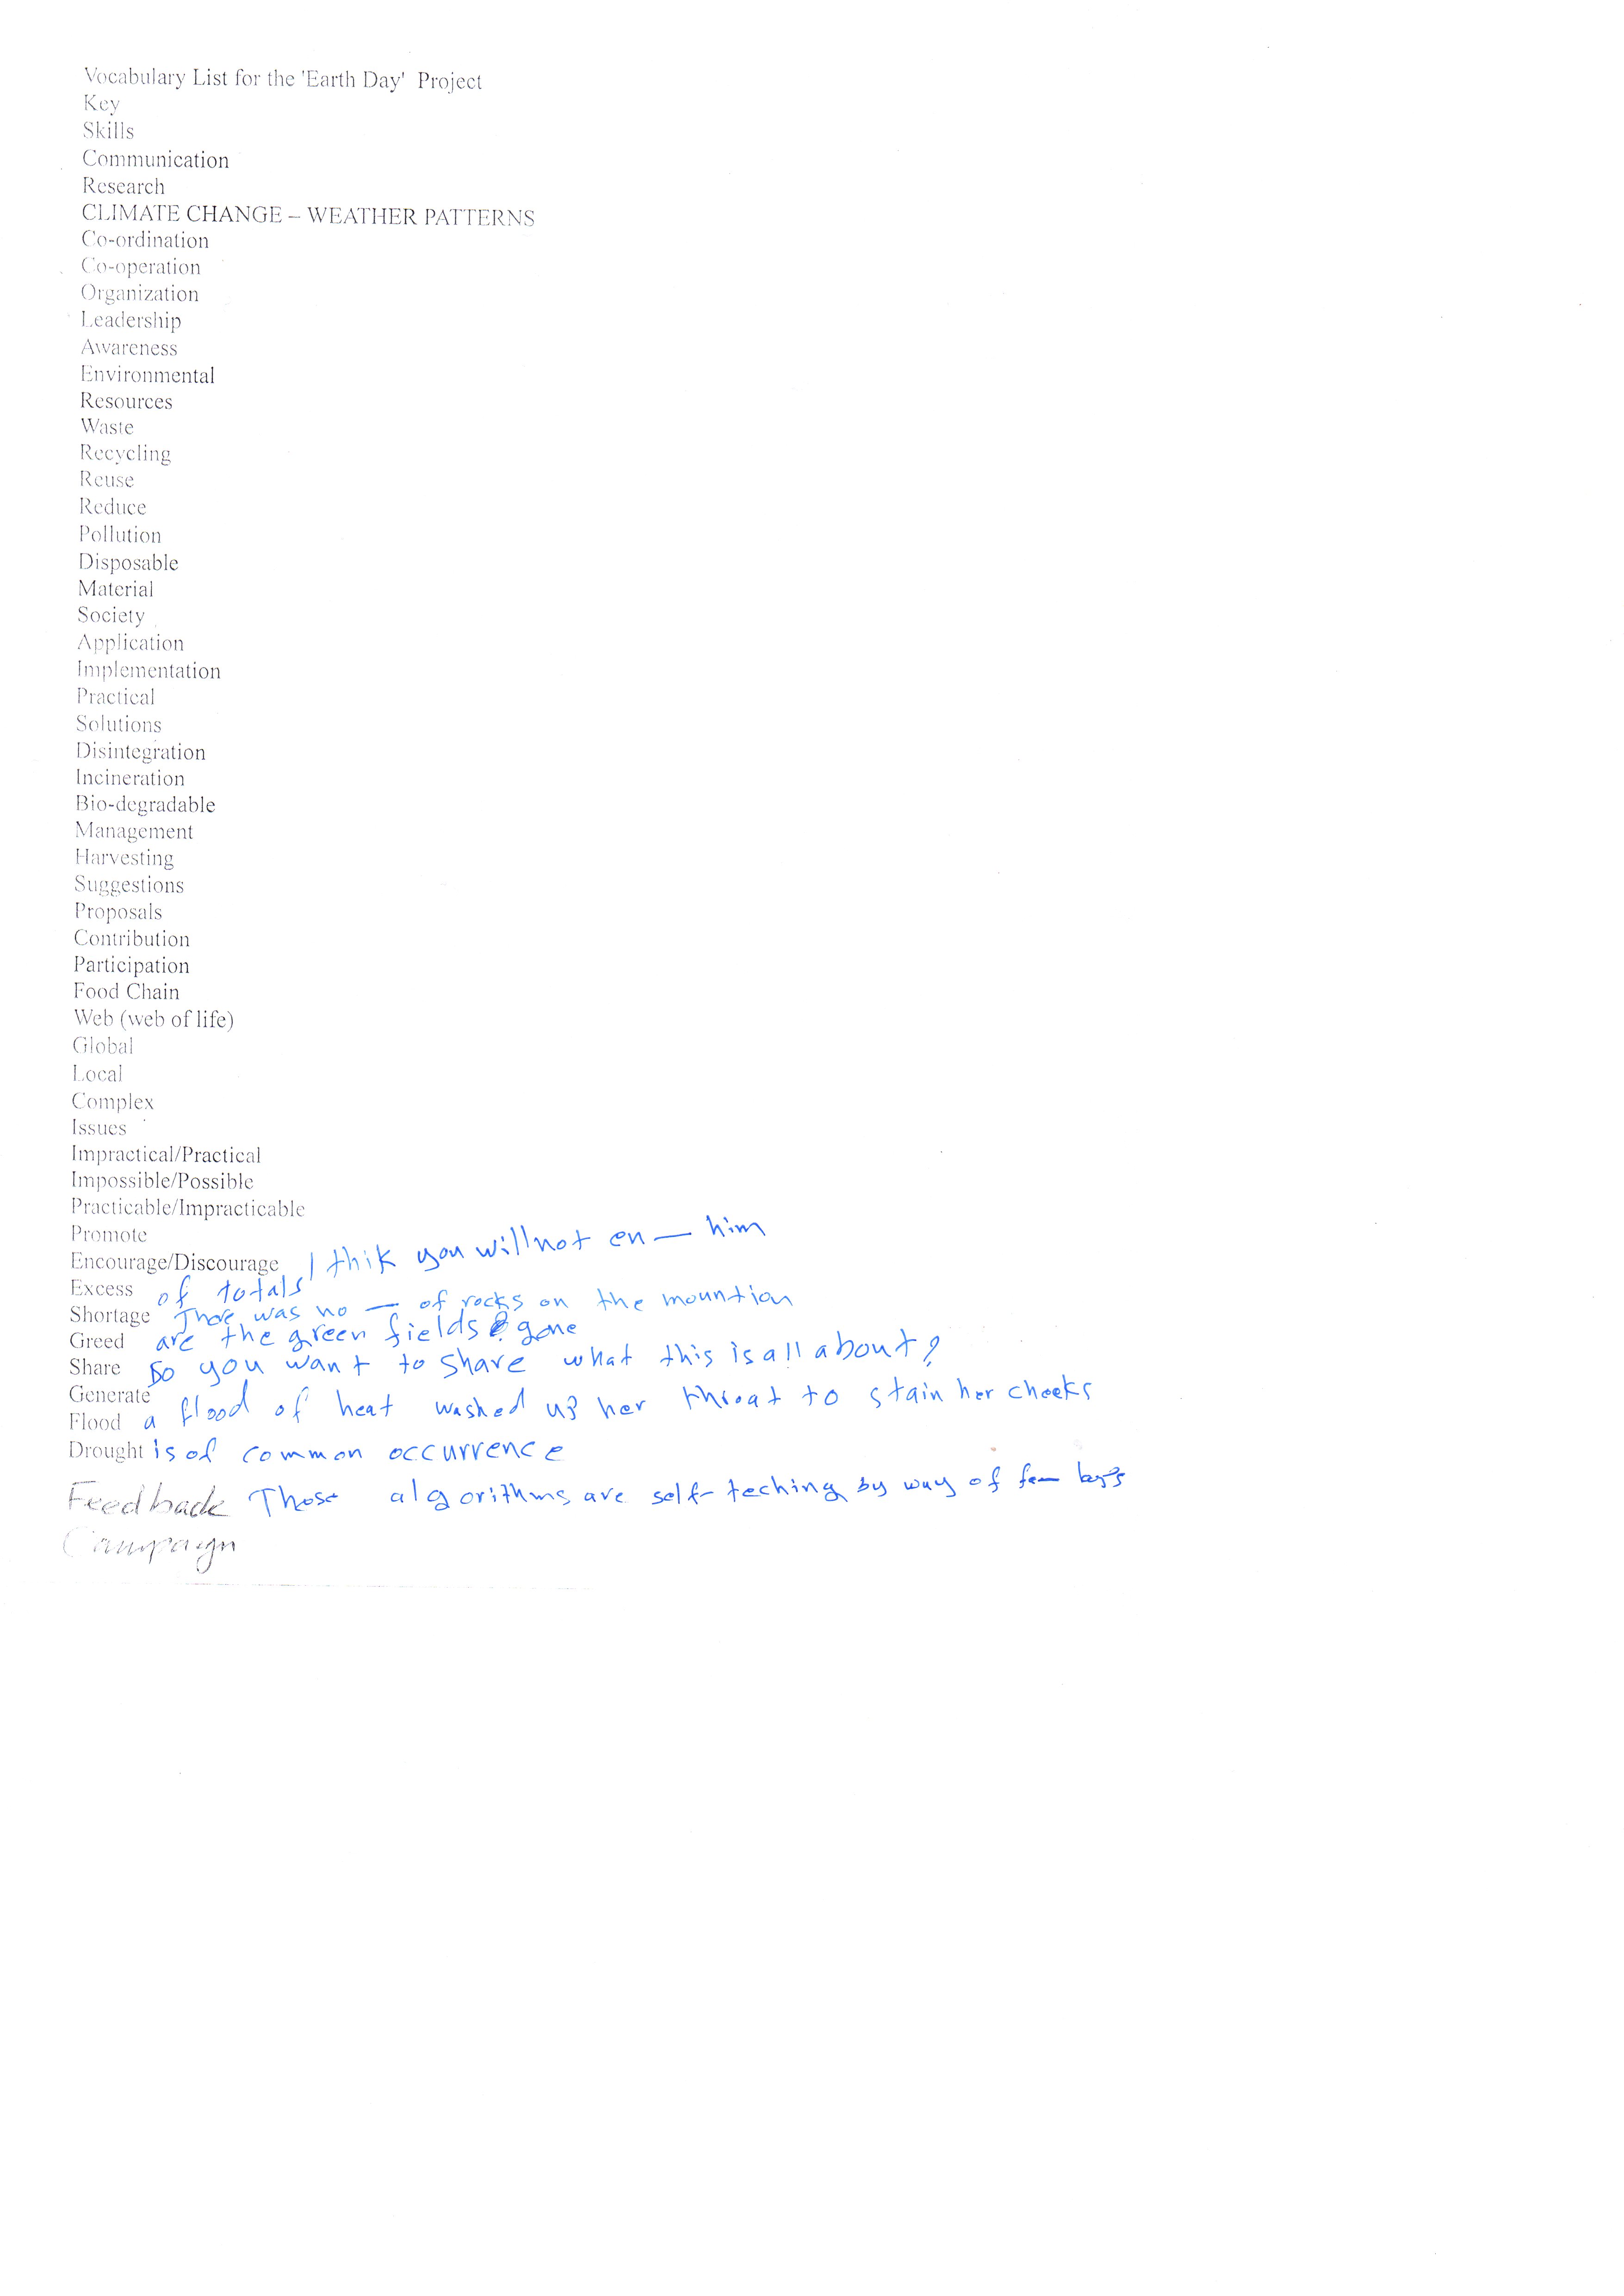 Vocabulary List for the 'Earth Day' Project
Key
Skills
Communication
Research
CLIMATE CHANGE – WEATHER PATTERNS
Co-ordination
Co-operation
Organization
Leadership
Awareness
Environmental
Resources
Waste
Recycling
Reuse
Reduce
Pollution
Disposable
Material
Society
Application
Implementation
Practical
Solutions
Disintegration
Incineration
Bio-degradable
Management
Harvesting
Suggestions
Proposals
Contribution
Participation
Food Chain
Web (web of life)
Global
Local
Complex
Issues
Impractical/Practical
Impossible/Possible
Practicable/Impracticable
Promote
Encourage/Discourage I thik you will not en — him
Excess of totals
Shortage There was no — of rocks on the mountion
Greed are the green fields gone
Share Do you want to share what this is all about?
Generate
Flood a flood of heat washed up her throat to stain her cheeks
Drought is of common occurrence
Feedback Those algorithms are self-teching by way of
Campaign